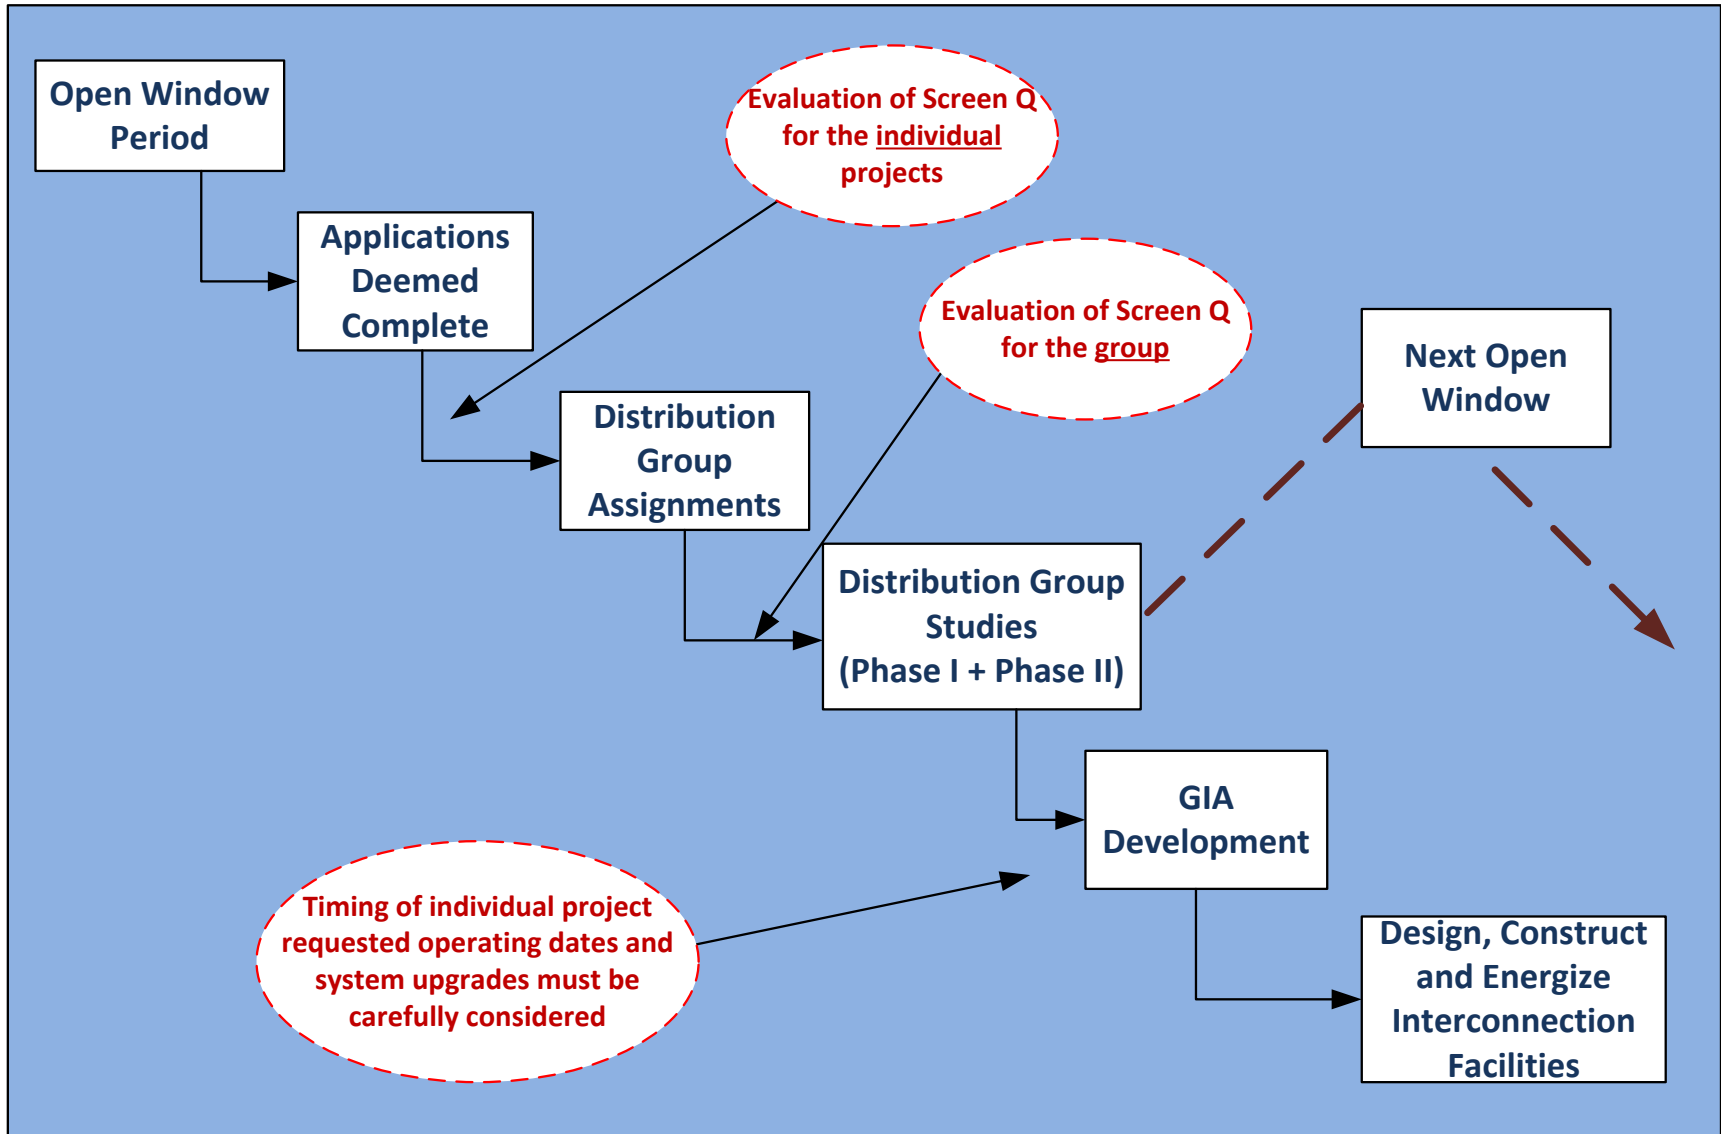 Open Window
Period
Evaluation of Screen Q
for the individual
projects
Applications
Deemed
Complete
Evaluation of Screen Q
for the group
Next Open
Window
Distribution
Group
Assignments
Distribution Group
Studies
(Phase I + Phase II)
GIA
Development
Timing of individual project
requested operating dates and
system upgrades must be
carefully considered
Design, Construct
and Energize
Interconnection
Facilities